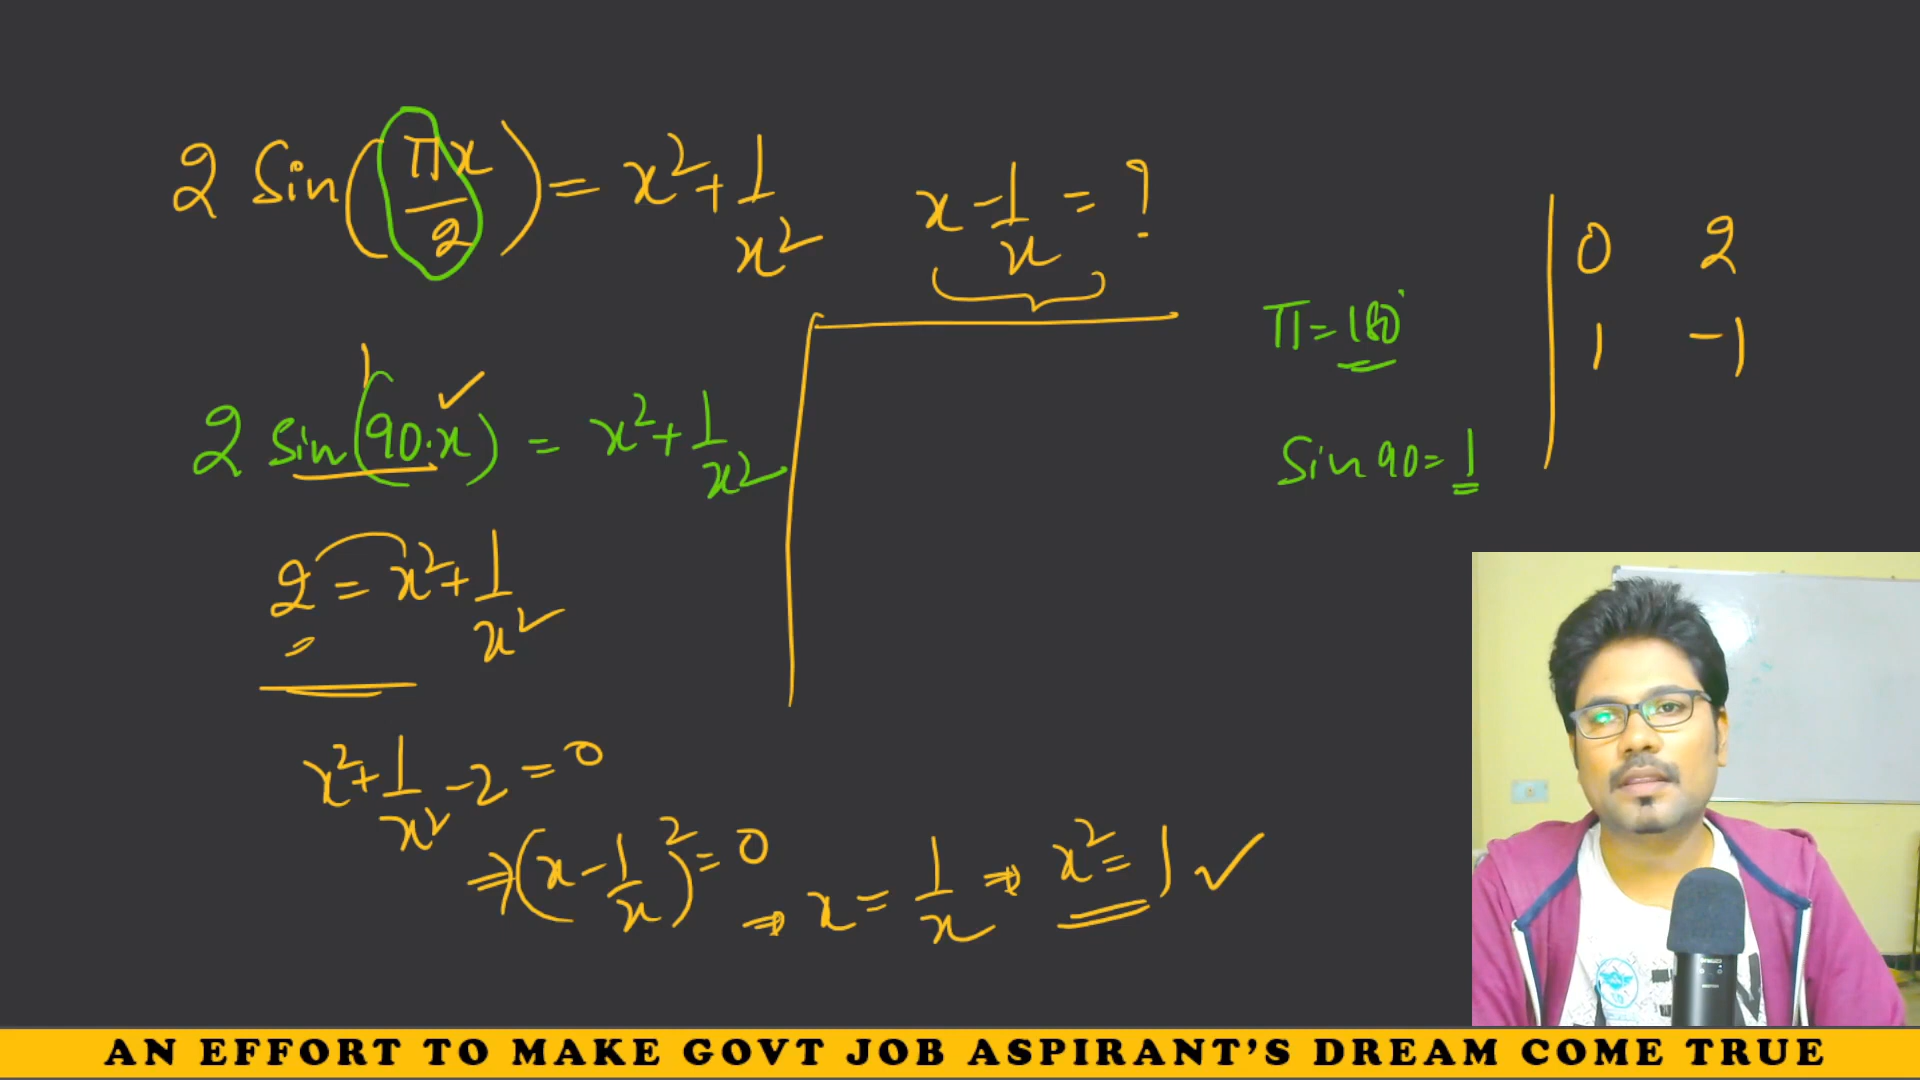 2 Sin(πx/2) = x² + 1/x²
x - 1/x = ?
0 2
1 -1
π = 180°
2 sin(90·x) = x² + 1/x²
1
Sin 90 = 1
2 = x² + 1/x²
x² + 1/x² - 2 = 0
⇒ (x - 1/x)² = 0
⇒ x = 1/x ⇒ x² = 1 ✓
AN EFFORT TO MAKE GOVT JOB ASPIRANT'S DREAM COME TRUE